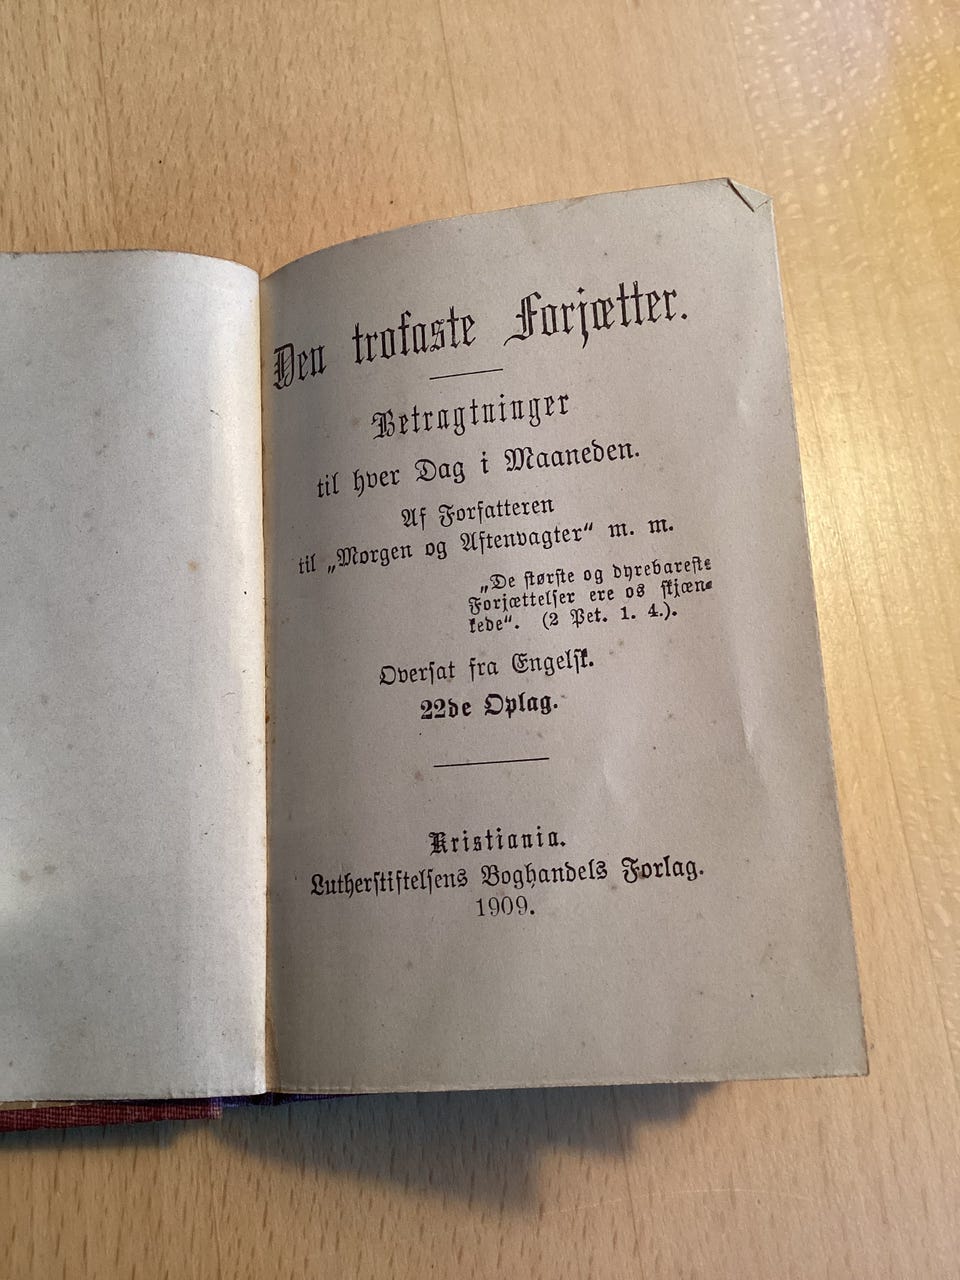 Den trofaste Forjætter.
Betragtninger
til hver Dag i Maaneden.
Af Forfatteren
til „Morgen og Aftenvagter“ m. m.
„De største og dyrebareste
Forjættelser ere os skjæn-
kede“. (2 Pet. 1. 4.).
Oversat fra Engelsk.
22de Oplag.
Kristiania.
Lutherstiftelsens Boghandels Forlag.
1909.